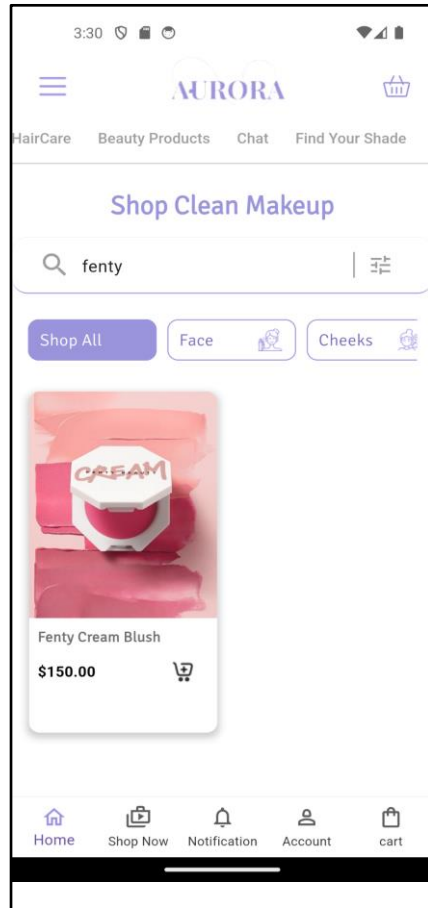 3:30
AURORA
HairCare Beauty Products Chat Find Your Shade
Shop Clean Makeup
fenty
Shop All Face Cheeks
CREAM
Fenty Cream Blush
$150.00
Home Shop Now Notification Account cart